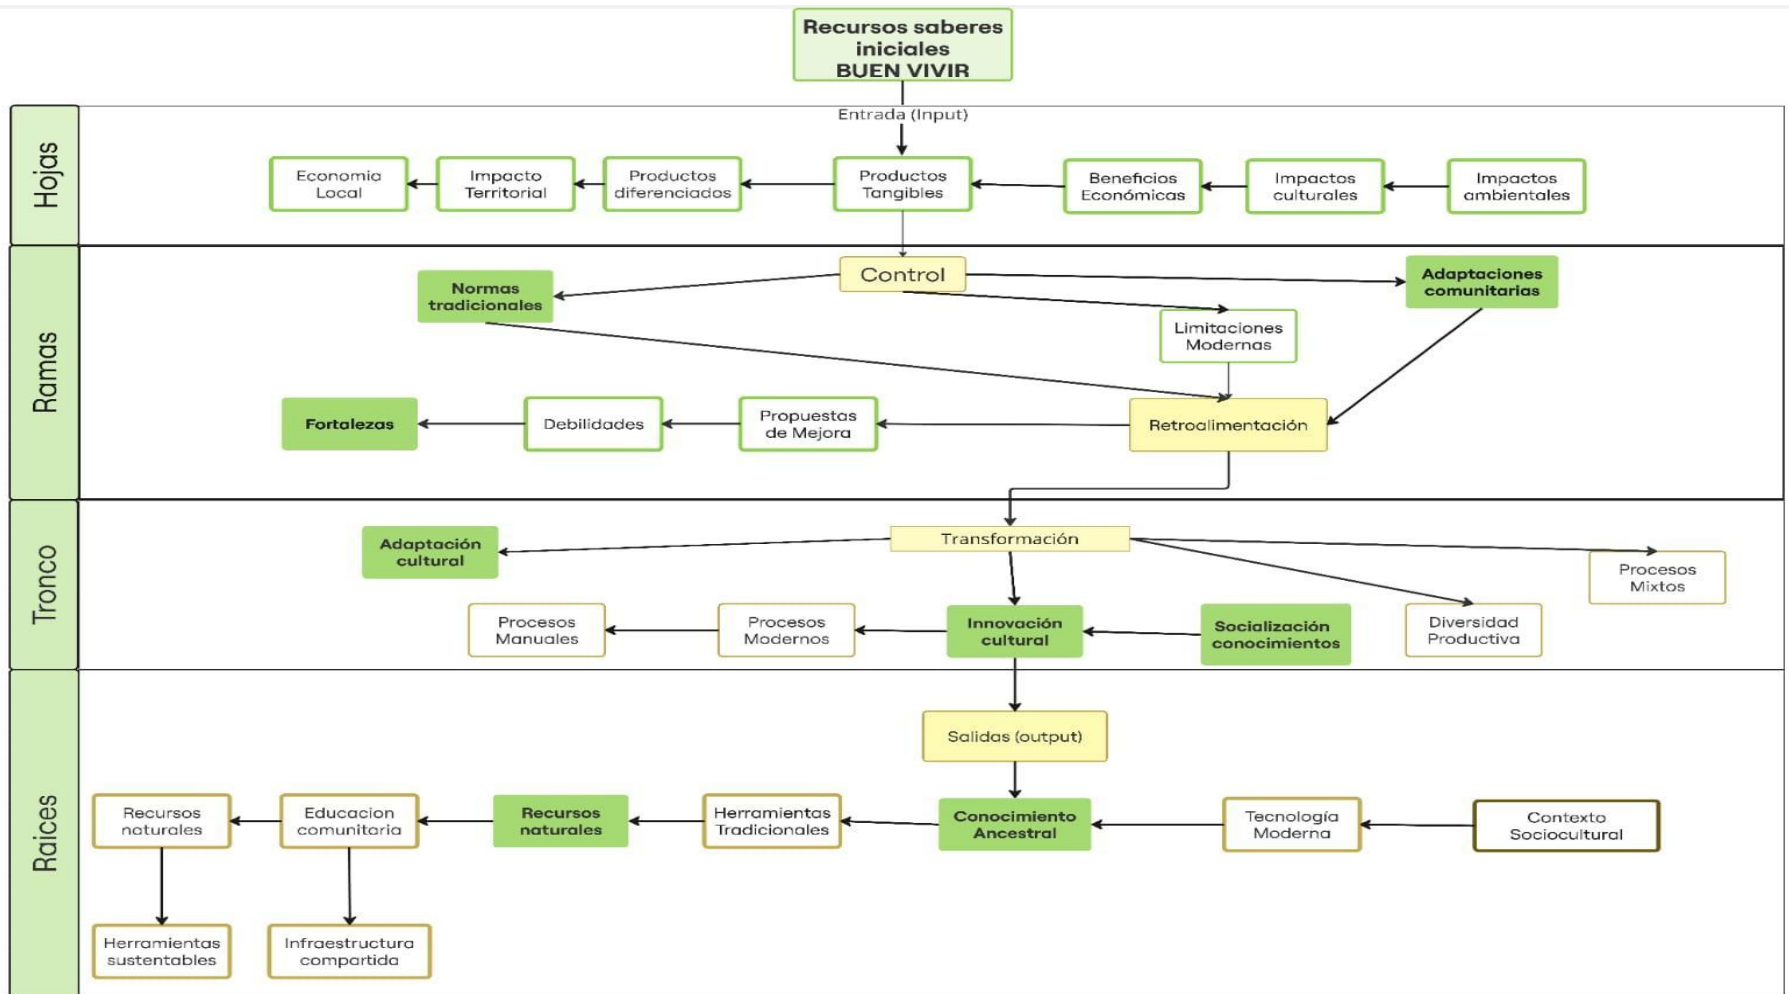 Recursos saberes
iniciales
BUEN VIVIR
Entrada (Input)
Hojas
Economia
Local
Impacto
Territorial
Productos
diferenciados
Productos
Tangibles
Beneficios
Económicas
Impactos
culturales
Impactos
ambientales
Ramas
Control
Normas
tradicionales
Adaptaciones
comunitarias
Limitaciones
Modernas
Fortalezas
Debilidades
Propuestas
de Mejora
Retroalimentación
Tronco
Transformación
Adaptación
cultural
Procesos
Mixtos
Procesos
Manuales
Procesos
Modernos
Innovación
cultural
Socialización
conocimientos
Diversidad
Productiva
Raices
Salidas (output)
Recursos
naturales
Educacion
comunitaria
Recursos
naturales
Herramientas
Tradicionales
Conocimiento
Ancestral
Tecnología
Moderna
Contexto
Sociocultural
Herramientas
sustentables
Infraestructura
compartida